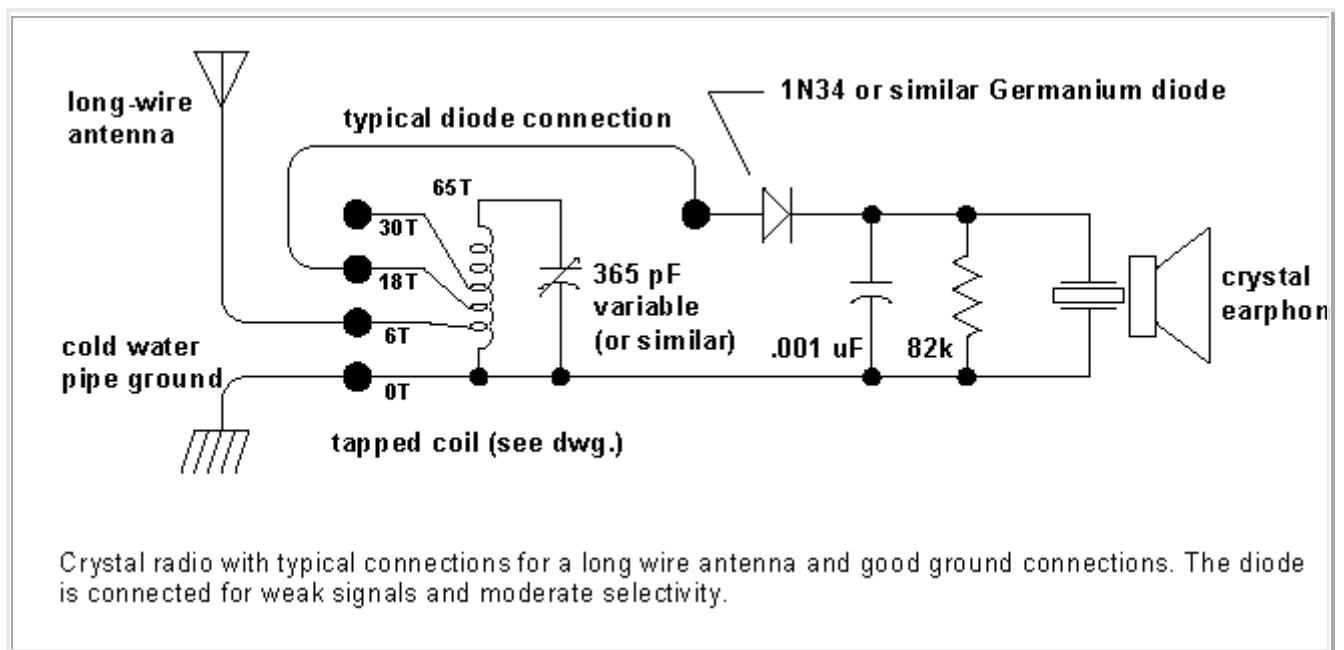 long-wire
antenna
typical diode connection
1N34 or similar Germanium diode
65T
30T
18T
6T
0T
365 pF
variable
(or similar)
.001 uF
82k
crystal
earphon
cold water
pipe ground
tapped coil (see dwg.)
Crystal radio with typical connections for a long wire antenna and good ground connections. The diode
is connected for weak signals and moderate selectivity.